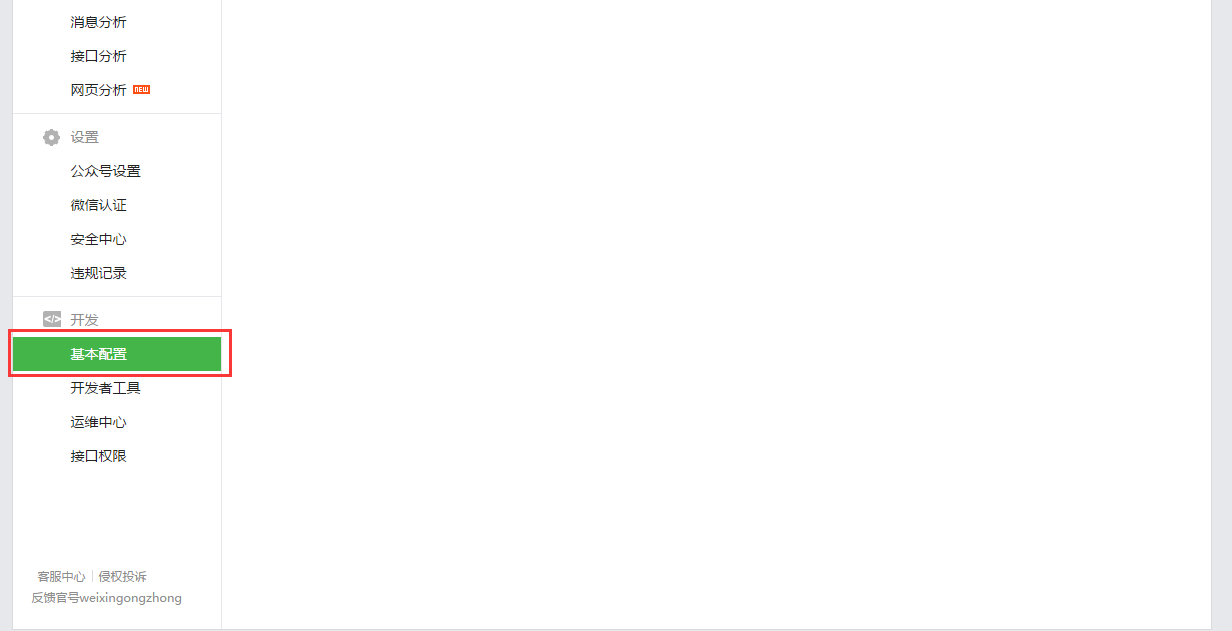 消息分析
接口分析
网页分析 NEW
设置
公众号设置
微信认证
安全中心
违规记录
</> 开发
基本配置
开发者工具
运维中心
接口权限
客服中心 侵权投诉
反馈官号weixingongzhong